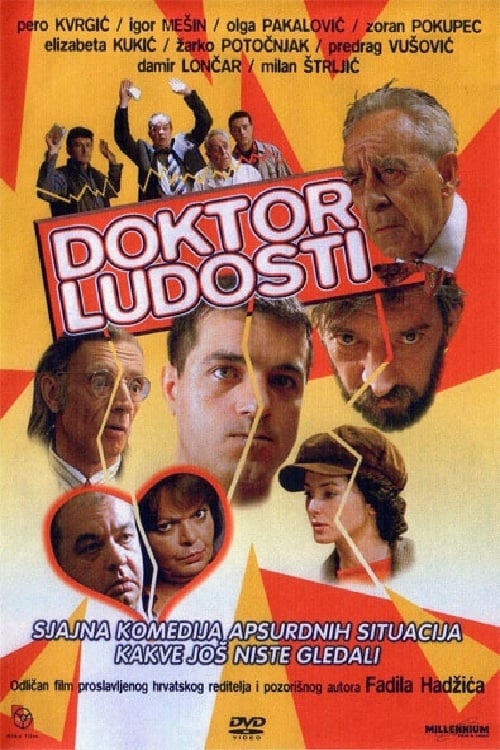 pero KVRGIĆ / igor MEŠIN / olga PAKALOVIĆ / zoran POKUPEC
elizabeta KUKIĆ / žarko POTOČNJAK / predrag VUŠOVIĆ
damir LONČAR / milan ŠTRLJIĆ
DOKTOR
LUDOSTI
SJAJNA KOMEDIJA APSURDNIH SITUACIJA
KAKVE JOŠ NISTE GLEDALI
Odličan film proslavljenog hrvatskog reditelja i pozorišnog autora Fadila Hadžića
DVD
VIDEO
MILLENNIUM
FILM & VIDEO